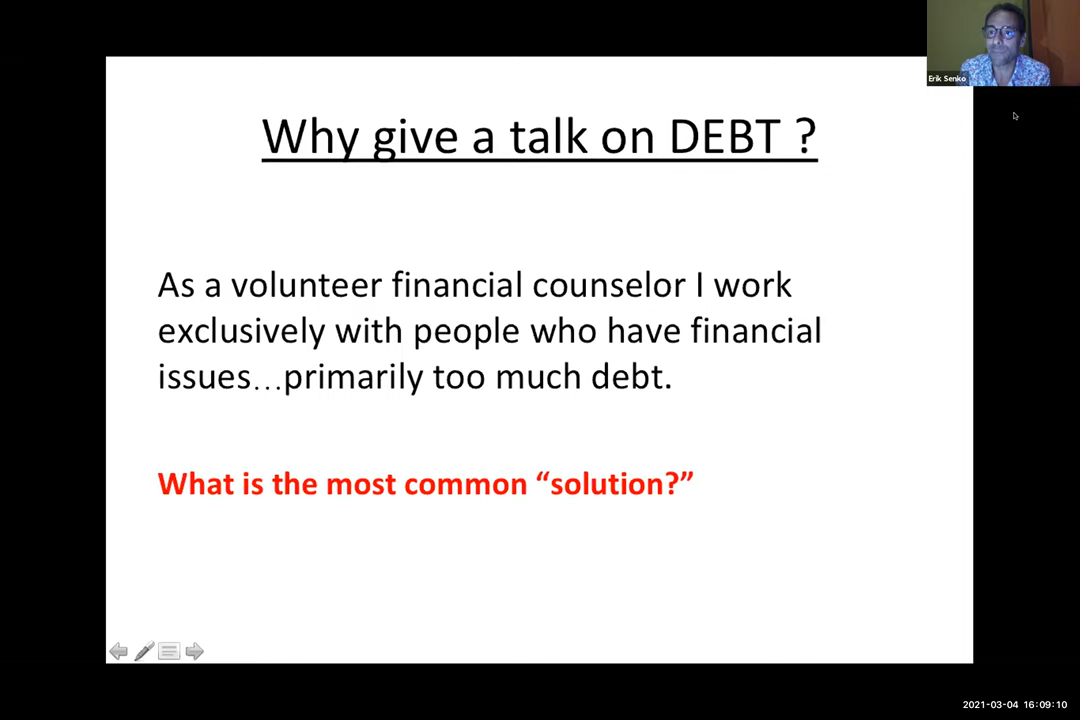 Erik Senko
Why give a talk on DEBT ?
As a volunteer financial counselor I work
exclusively with people who have financial
issues…primarily too much debt.
What is the most common “solution?”
2021-03-04 16:09:10